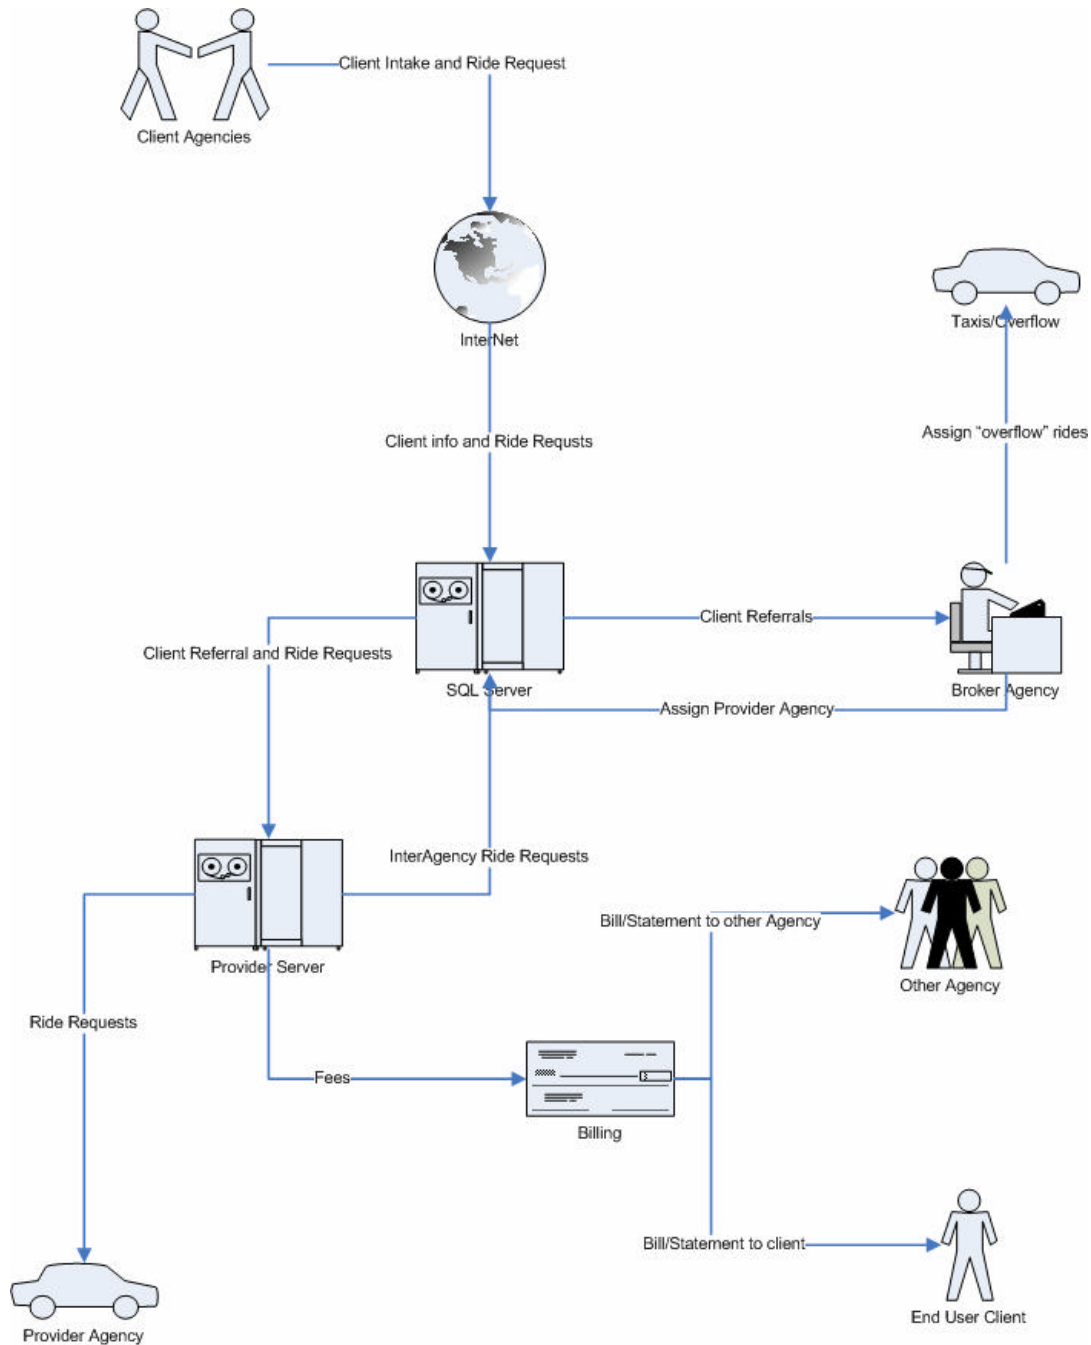 Client Intake and Ride Request
Client Agencies
InterNet
Taxis/Overflow
Assign “overflow” rides
Client info and Ride Requsts
Client Referrals
Client Referral and Ride Requests
SQL Server
Broker Agency
Assign Provider Agency
InterAgency Ride Requests
Bill/Statement to other Agency
Provider Server
Other Agency
Ride Requests
Fees
Billing
Bill/Statement to client
End User Client
Provider Agency